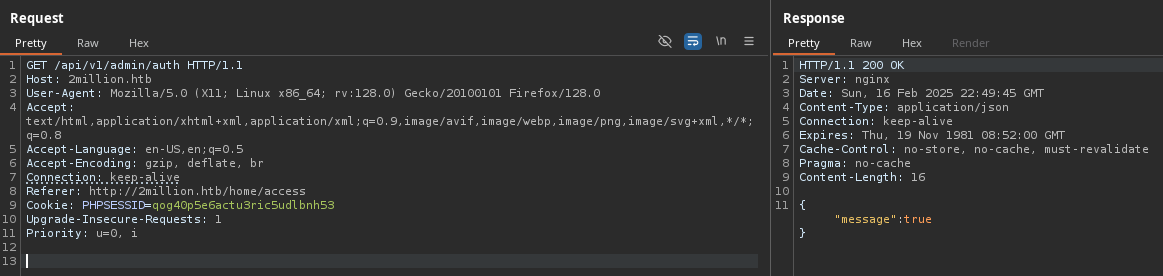 Request
Pretty Raw Hex
\n
1 GET /api/v1/admin/auth HTTP/1.1
2 Host: 2million.htb
3 User-Agent: Mozilla/5.0 (X11; Linux x86_64; rv:128.0) Gecko/20100101 Firefox/128.0
4 Accept:
text/html,application/xhtml+xml,application/xml;q=0.9,image/avif,image/webp,image/png,image/svg+xml,*/*;
q=0.8
5 Accept-Language: en-US,en;q=0.5
6 Accept-Encoding: gzip, deflate, br
7 Connection: keep-alive
8 Referer: http://2million.htb/home/access
9 Cookie: PHPSESSID=qog40p5e6actu3ric5udlbnh53
10 Upgrade-Insecure-Requests: 1
11 Priority: u=0, i
12
13
Response
Pretty Raw Hex Render
1 HTTP/1.1 200 OK
2 Server: nginx
3 Date: Sun, 16 Feb 2025 22:49:45 GMT
4 Content-Type: application/json
5 Connection: keep-alive
6 Expires: Thu, 19 Nov 1981 08:52:00 GMT
7 Cache-Control: no-store, no-cache, must-revalidate
8 Pragma: no-cache
9 Content-Length: 16
10
11 {
"message":true
}